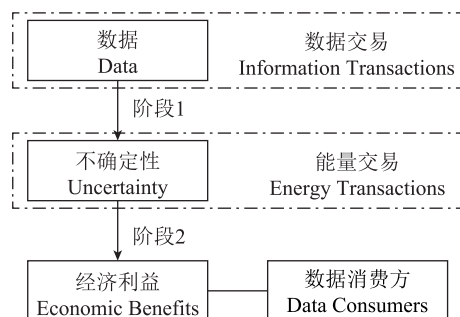 数据
Data
数据交易
Information Transactions
阶段1
不确定性
Uncertainty
能量交易
Energy Transactions
阶段2
经济利益
Economic Benefits
数据消费方
Data Consumers